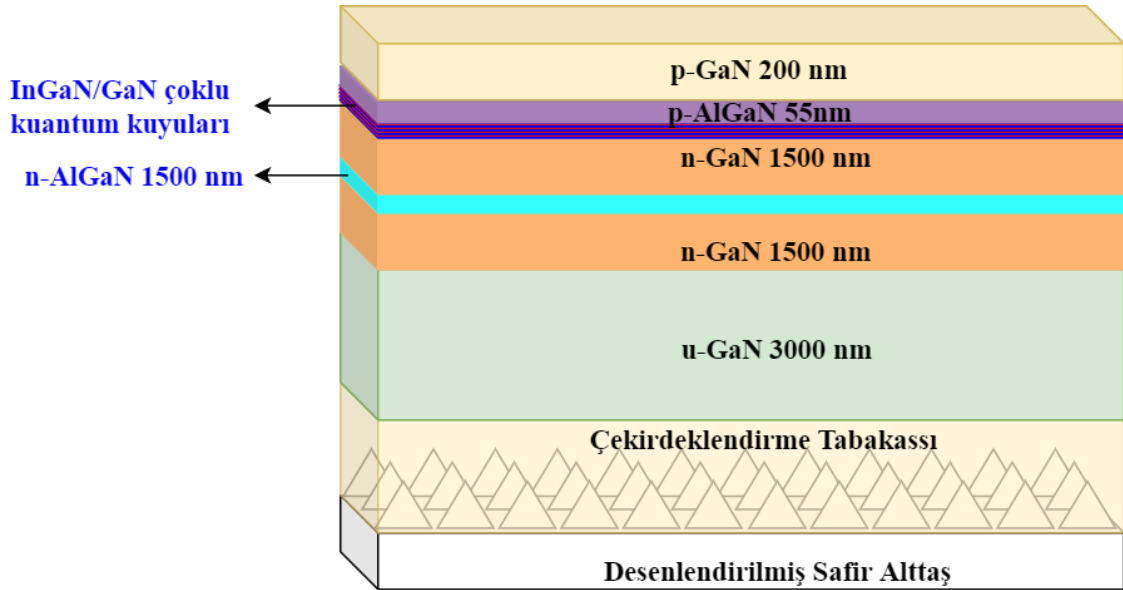 p-GaN 200 nm
InGaN/GaN çoklu
kuantum kuyuları
p-AlGaN 55nm
n-GaN 1500 nm
n-AlGaN 1500 nm
n-GaN 1500 nm
u-GaN 3000 nm
Çekirdeklendirme Tabakassı
Desenlendirilmiş Safir Alttaş